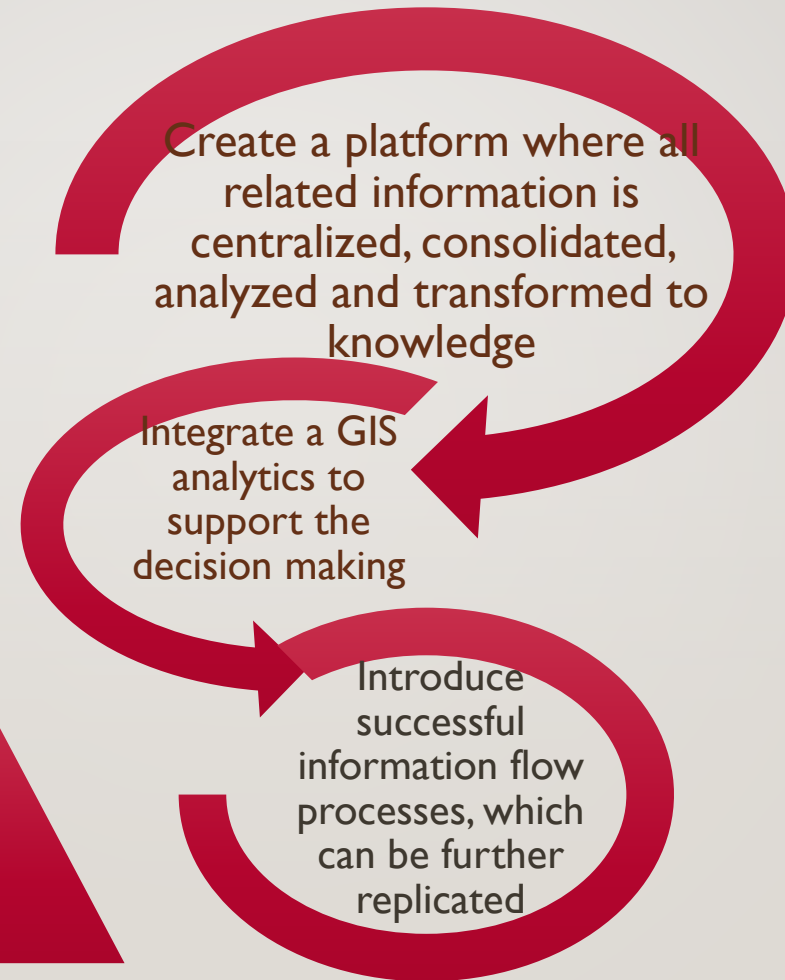 Create a platform where all
related information is
centralized, consolidated,
analyzed and transformed to
knowledge
Integrate a GIS
analytics to
support the
decision making
Introduce
successful
information flow
processes, which
can be further
replicated